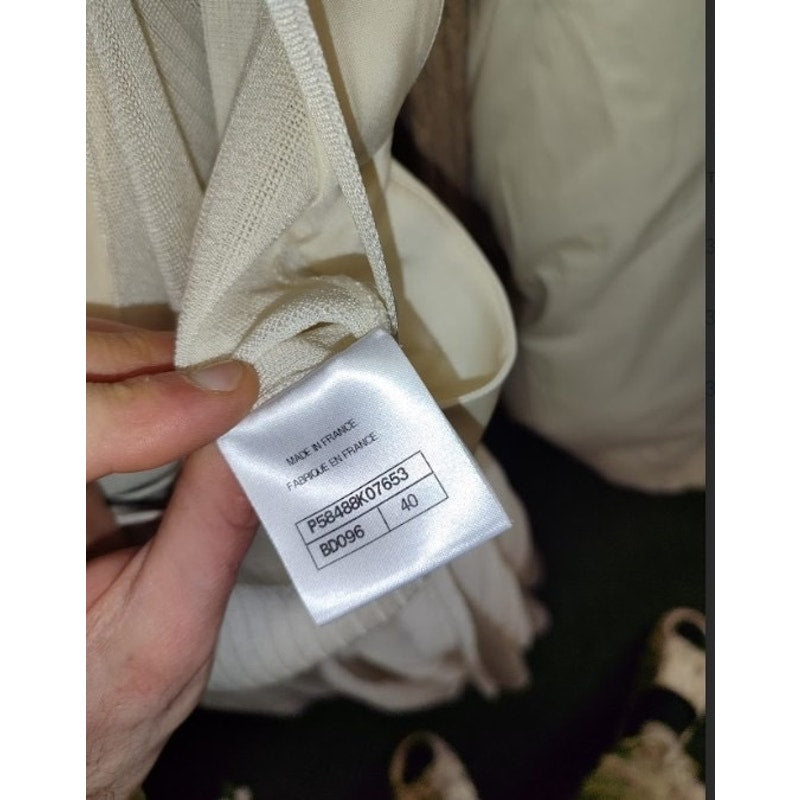 MADE IN FRANCE
FABRIQUE EN FRANCE
P58488K07653
BD096 40